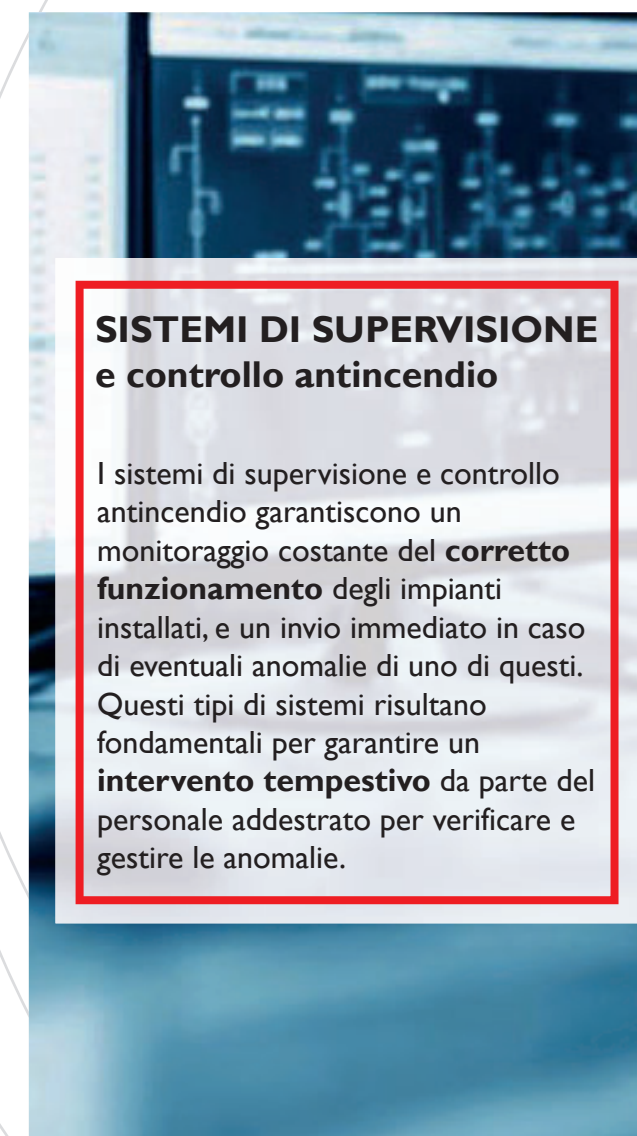 SISTEMI DI SUPERVISIONE
e controllo antincendio
I sistemi di supervisione e controllo
antincendio garantiscono un
monitoraggio costante del corretto
funzionamento degli impianti
installati, e un invio immediato in caso
di eventuali anomalie di uno di questi.
Questi tipi di sistemi risultano
fondamentali per garantire un
intervento tempestivo da parte del
personale addestrato per verificare e
gestire le anomalie.